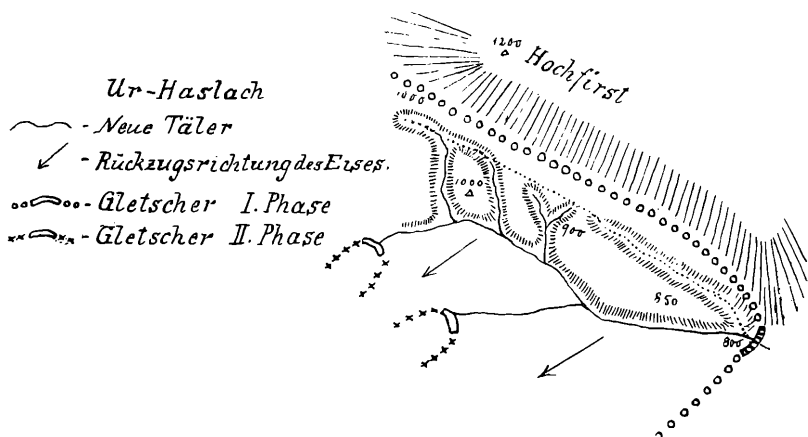 Ur-Haslach
- Neue Täler
- Rückzugsrichtung des Eises.
- Gletscher I. Phase
- Gletscher II. Phase
1200
Hochfirst
1000
1000
900
850
800